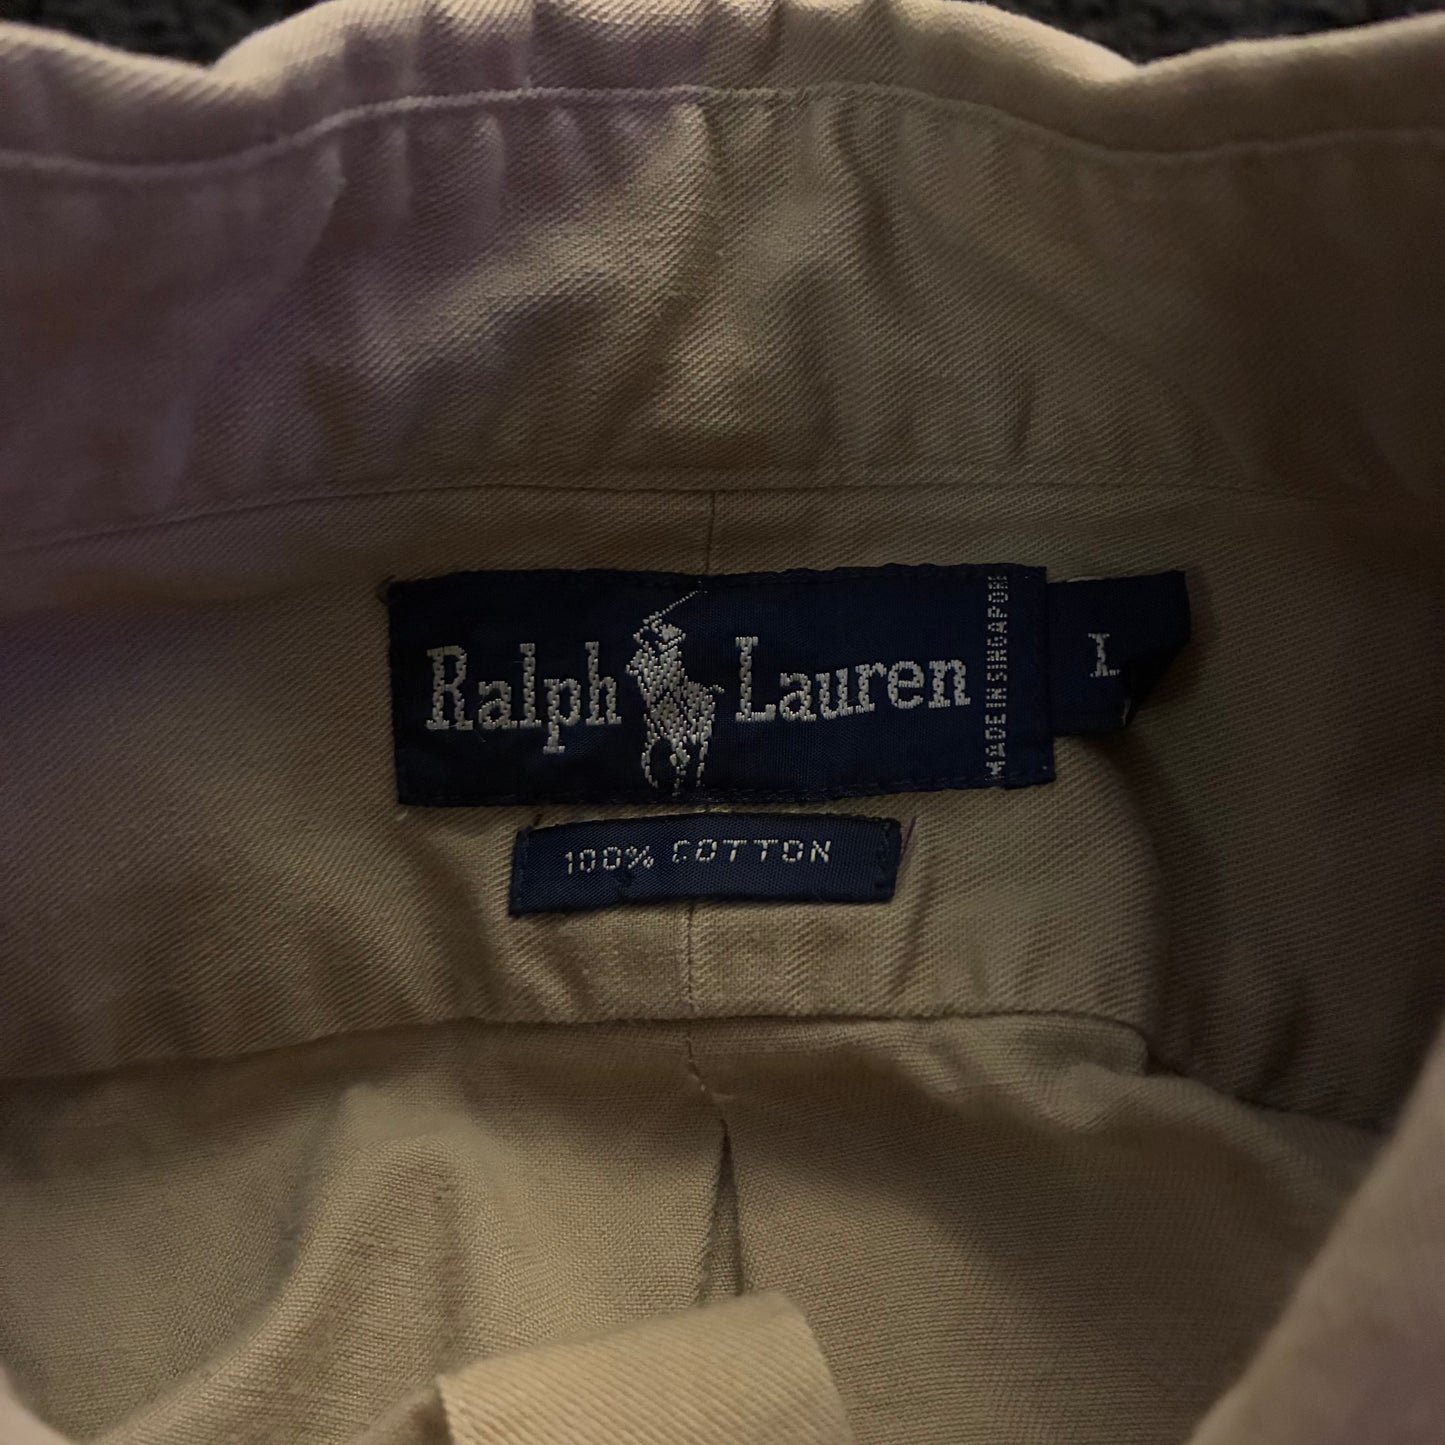 Ralph Lauren
MADE IN SINGAPORE
L
100% COTTON